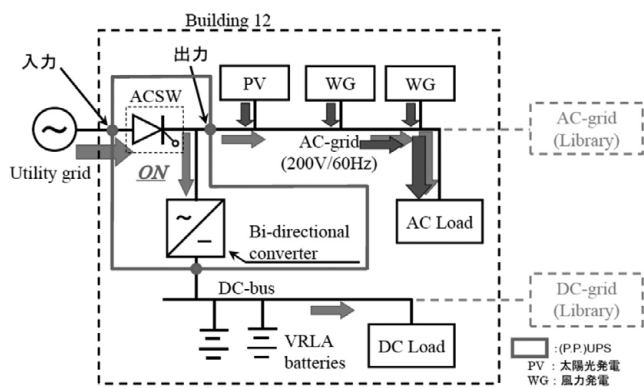 Building 12
入力
出力
ACSW
PV
WG
WG
AC-grid
(Library)
AC-grid
(200V/60Hz)
Utility grid
ON
AC Load
Bi-directional
converter
DC-bus
DC-grid
(Library)
VRLA
batteries
DC Load
:(P.P.)UPS
PV : 太陽光発電
WG : 風力発電